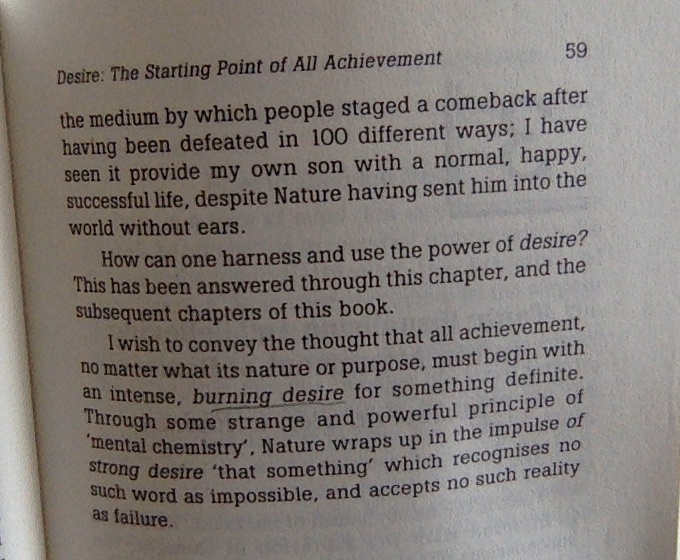 Desire: The Starting Point of All Achievement 59
the medium by which people staged a comeback after
having been defeated in 100 different ways; I have
seen it provide my own son with a normal, happy,
successful life, despite Nature having sent him into the
world without ears.
How can one harness and use the power of desire?
This has been answered through this chapter, and the
subsequent chapters of this book.
I wish to convey the thought that all achievement,
no matter what its nature or purpose, must begin with
an intense, burning desire for something definite.
Through some strange and powerful principle of
'mental chemistry', Nature wraps up in the impulse of
strong desire 'that something' which recognises no
such word as impossible, and accepts no such reality
as failure.